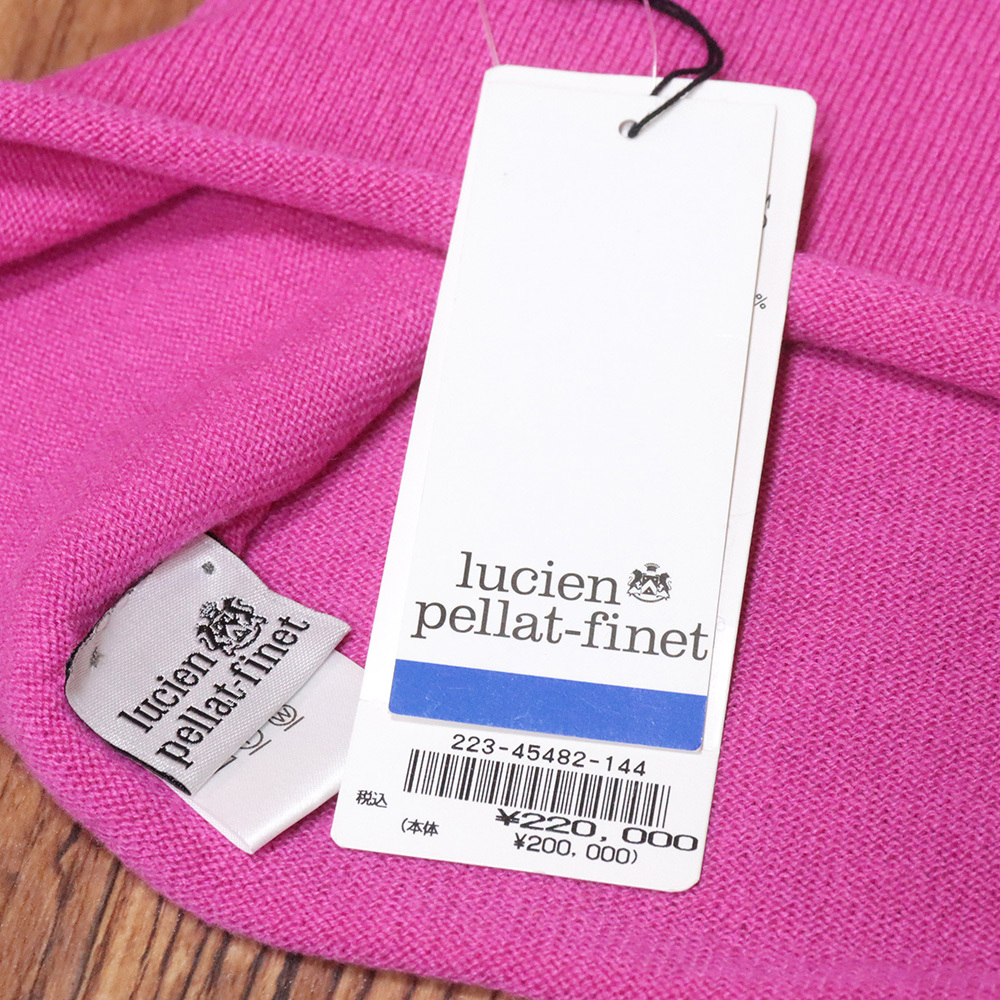 %
lucien
pellat-finet
223-45482-144
税込 ¥220,000
(本体 ¥200,000)
lucien
pellat-finet
W